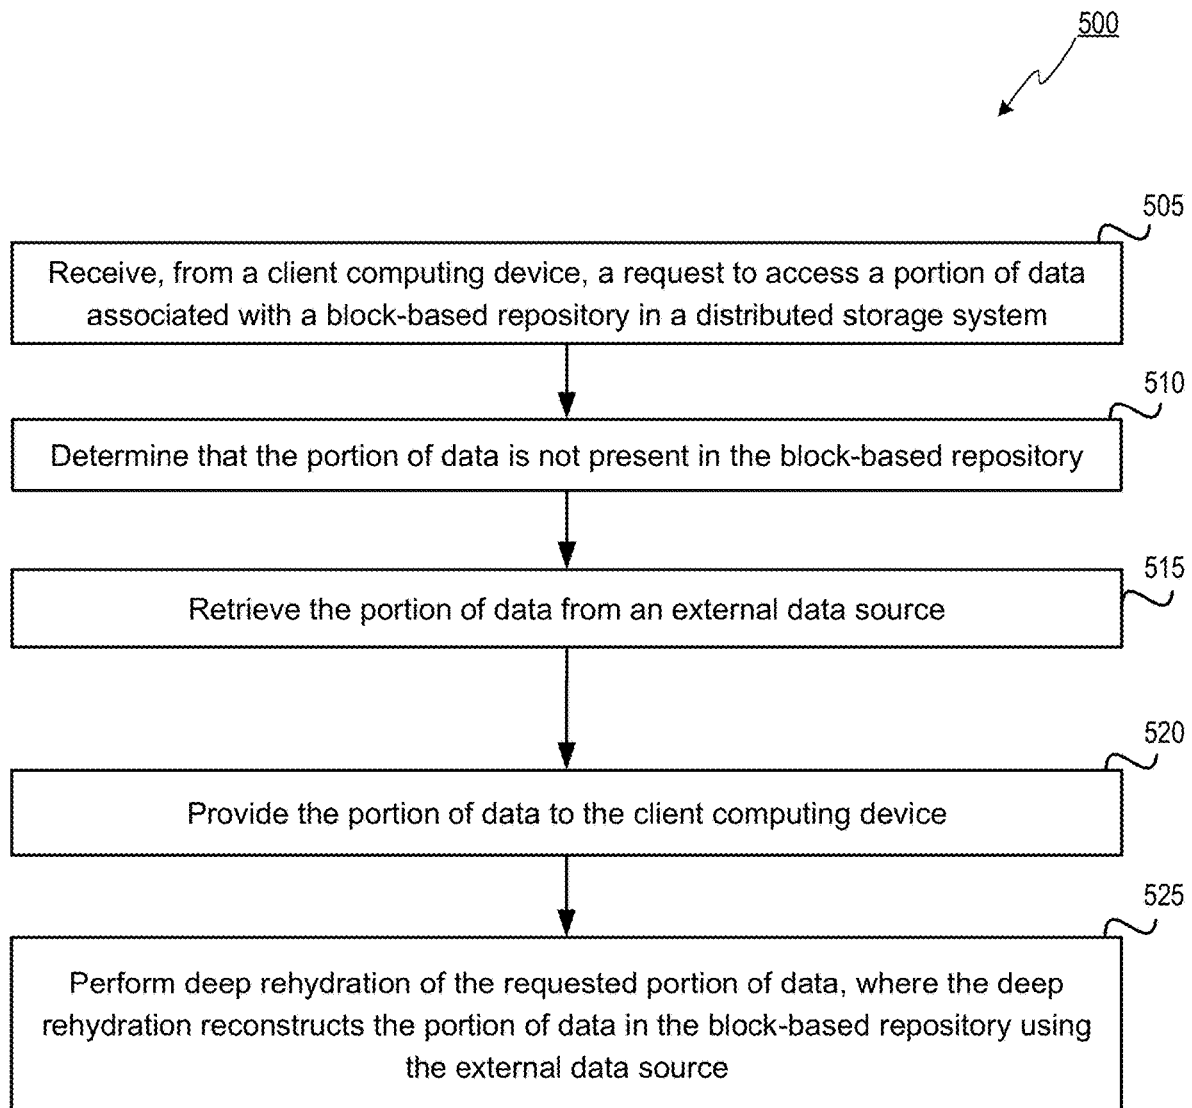 500
505
Receive, from a client computing device, a request to access a portion of data
associated with a block-based repository in a distributed storage system
510
Determine that the portion of data is not present in the block-based repository
515
Retrieve the portion of data from an external data source
520
Provide the portion of data to the client computing device
525
Perform deep rehydration of the requested portion of data, where the deep
rehydration reconstructs the portion of data in the block-based repository using
the external data source